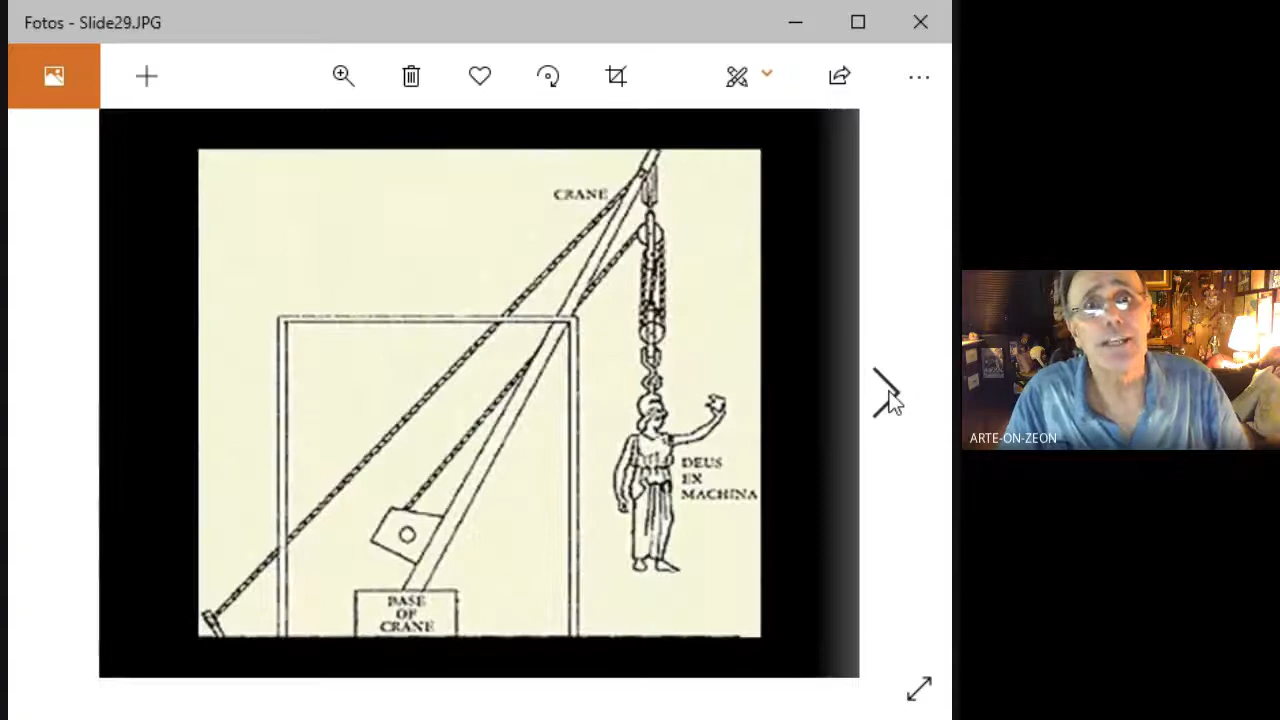 Fotos - Slide29.JPG
CRANE
DEUS
EX
MACHINA
BASE
OF
CRANE
ARTE-ON-ZEON